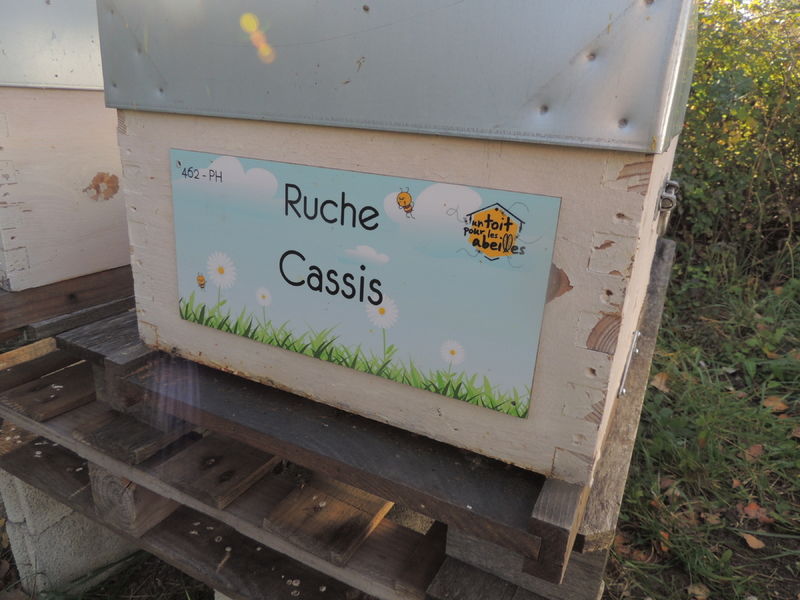 462 - PH
Ruche
Cassis
un toit
pour les
abeilles